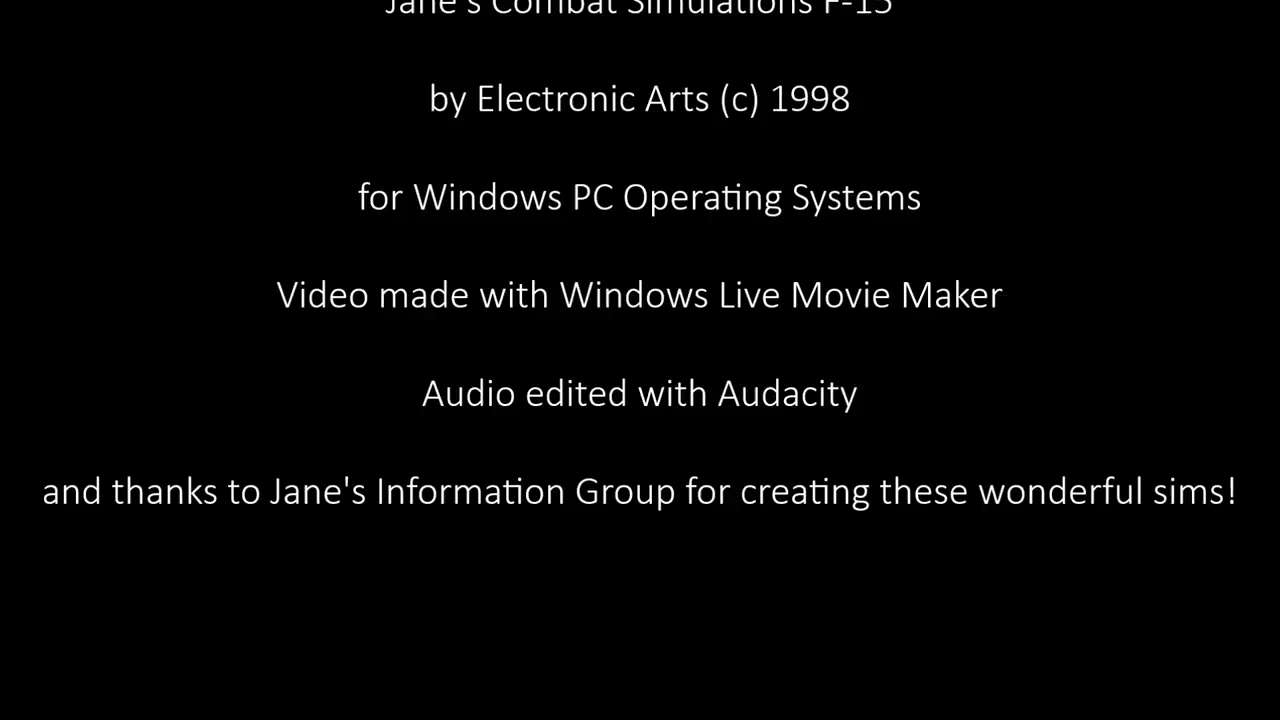 Jane's Combat Simulations F-15
by Electronic Arts (c) 1998
for Windows PC Operating Systems
Video made with Windows Live Movie Maker
Audio edited with Audacity
and thanks to Jane's Information Group for creating these wonderful sims!